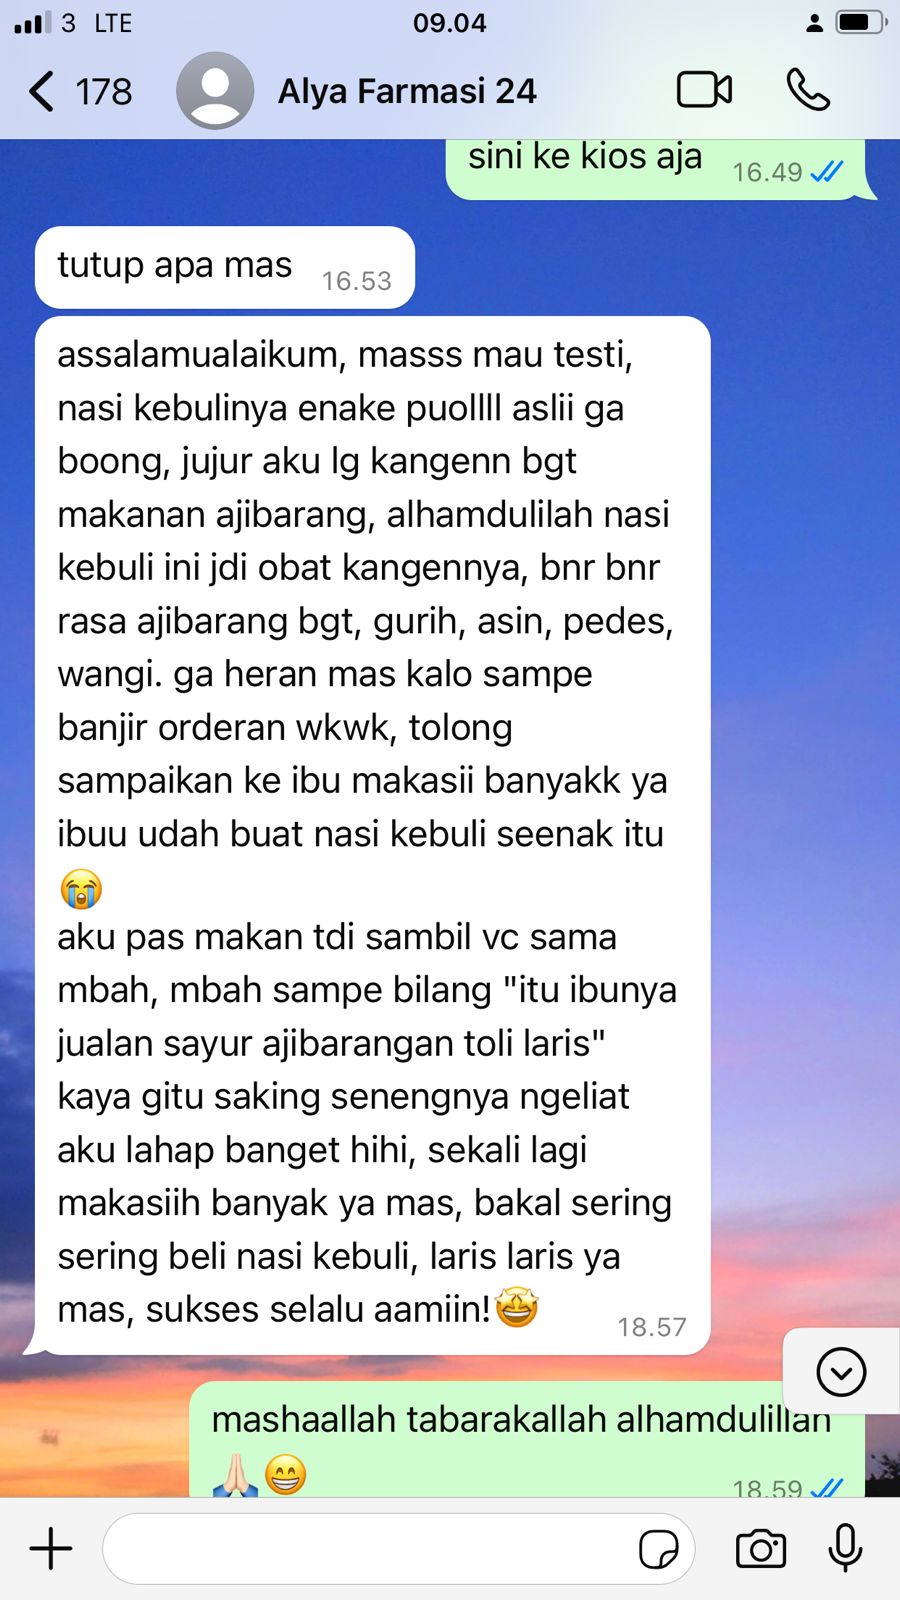 3 LTE 09.04
178 Alya Farmasi 24
sini ke kios aja 16.49
tutup apa mas 16.53
assalamualaikum, masss mau testi,
nasi kebulinya enake puollll aslii ga
boong, jujur aku lg kangenn bgt
makanan ajibarang, alhamdulilah nasi
kebuli ini jdi obat kangennya, bnr bnr
rasa ajibarang bgt, gurih, asin, pedes,
wangi. ga heran mas kalo sampe
banjir orderan wkwk, tolong
sampaikan ke ibu makasii banyakk ya
ibuu udah buat nasi kebuli seenak itu
😭
aku pas makan tdi sambil vc sama
mbah, mbah sampe bilang "itu ibunya
jualan sayur ajibarangan toli laris"
kaya gitu saking senengnya ngeliat
aku lahap banget hihi, sekali lagi
makasiih banyak ya mas, bakal sering
sering beli nasi kebuli, laris laris ya
mas, sukses selalu aamiin!🤩 18.57
mashaallah tabarakallah alhamdulillah
🙏🏻😁 18.59